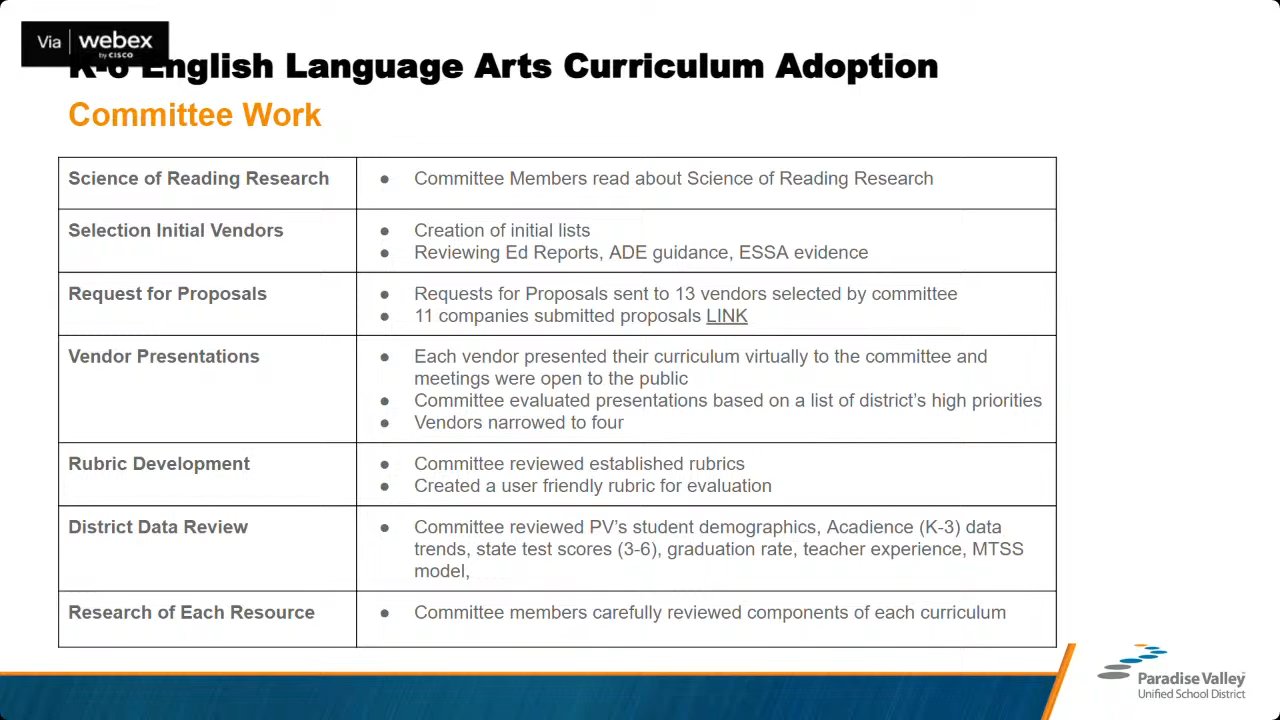 Via webex
by CISCO
K-6 English Language Arts Curriculum Adoption
Committee Work
Science of Reading Research
● Committee Members read about Science of Reading Research
Selection Initial Vendors
● Creation of initial lists
● Reviewing Ed Reports, ADE guidance, ESSA evidence
Request for Proposals
● Requests for Proposals sent to 13 vendors selected by committee
● 11 companies submitted proposals LINK
Vendor Presentations
● Each vendor presented their curriculum virtually to the committee and
meetings were open to the public
● Committee evaluated presentations based on a list of district's high priorities
● Vendors narrowed to four
Rubric Development
● Committee reviewed established rubrics
● Created a user friendly rubric for evaluation
District Data Review
● Committee reviewed PV's student demographics, Acadience (K-3) data
trends, state test scores (3-6), graduation rate, teacher experience, MTSS
model,
Research of Each Resource
● Committee members carefully reviewed components of each curriculum
Paradise Valley
Unified School District